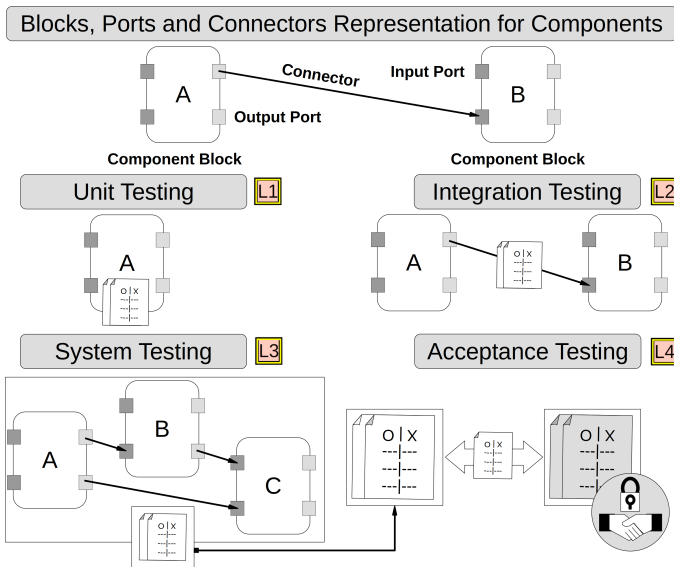 Blocks, Ports and Connectors Representation for Components
A
Connector
Input Port
B
Output Port
Component Block
Component Block
Unit Testing
L1
Integration Testing
L2
A
O | X
A
O | X
B
System Testing
L3
Acceptance Testing
L4
A
B
C
O | X
O | X
O | X
O | X